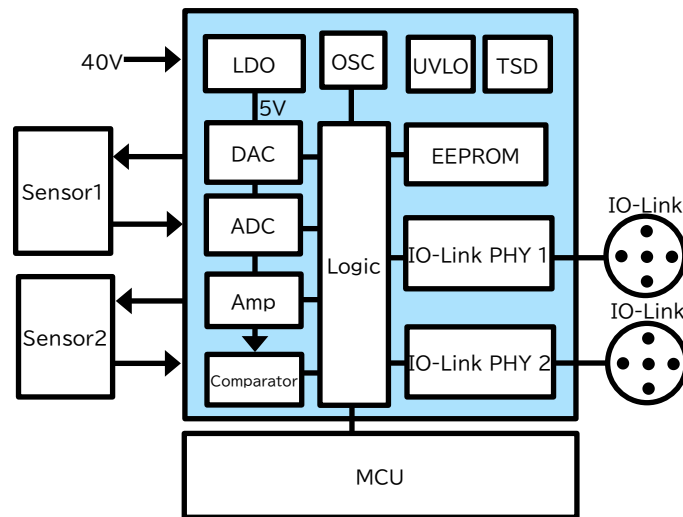 40V
LDO
OSC
UVLO
TSD
5V
DAC
EEPROM
Sensor1
ADC
Logic
IO-Link PHY 1
IO-Link
Amp
Sensor2
Comparator
IO-Link PHY 2
IO-Link
MCU